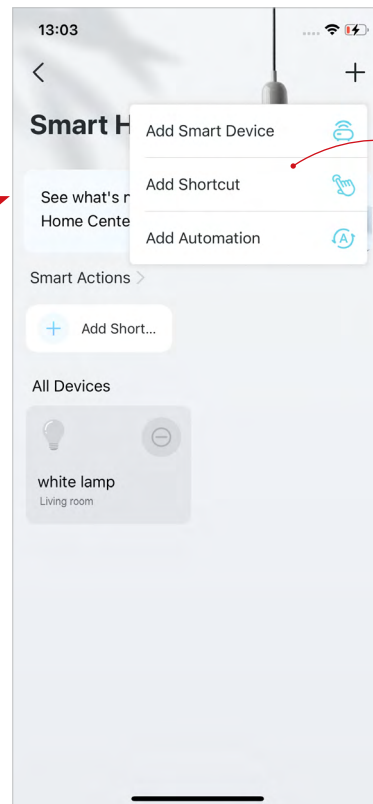 13:03
Smart H
Add Smart Device
Add Shortcut
Add Automation
See what's n
Home Cente
Smart Actions >
Add Short...
All Devices
white lamp
Living room